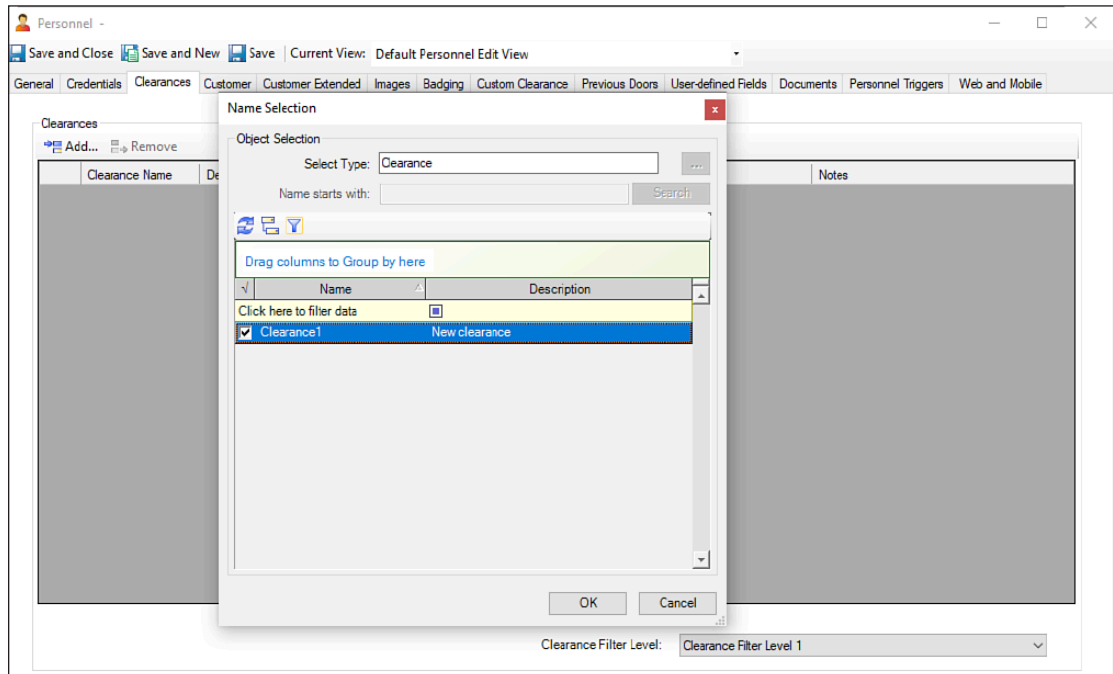 Personnel -
Save and Close Save and New Save Current View: Default Personnel Edit View
General Credentials Clearances Customer Customer Extended Images Badging Custom Clearance Previous Doors User-defined Fields Documents Personnel Triggers Web and Mobile
Name Selection
x
Clearances
Object Selection
Add... Remove
Select Type: Clearance ...
Clearance Name De Notes
Name starts with: Search
Drag columns to Group by here
√ Name Description
Click here to filter data
Clearance1 New clearance
OK Cancel
Clearance Filter Level: Clearance Filter Level 1